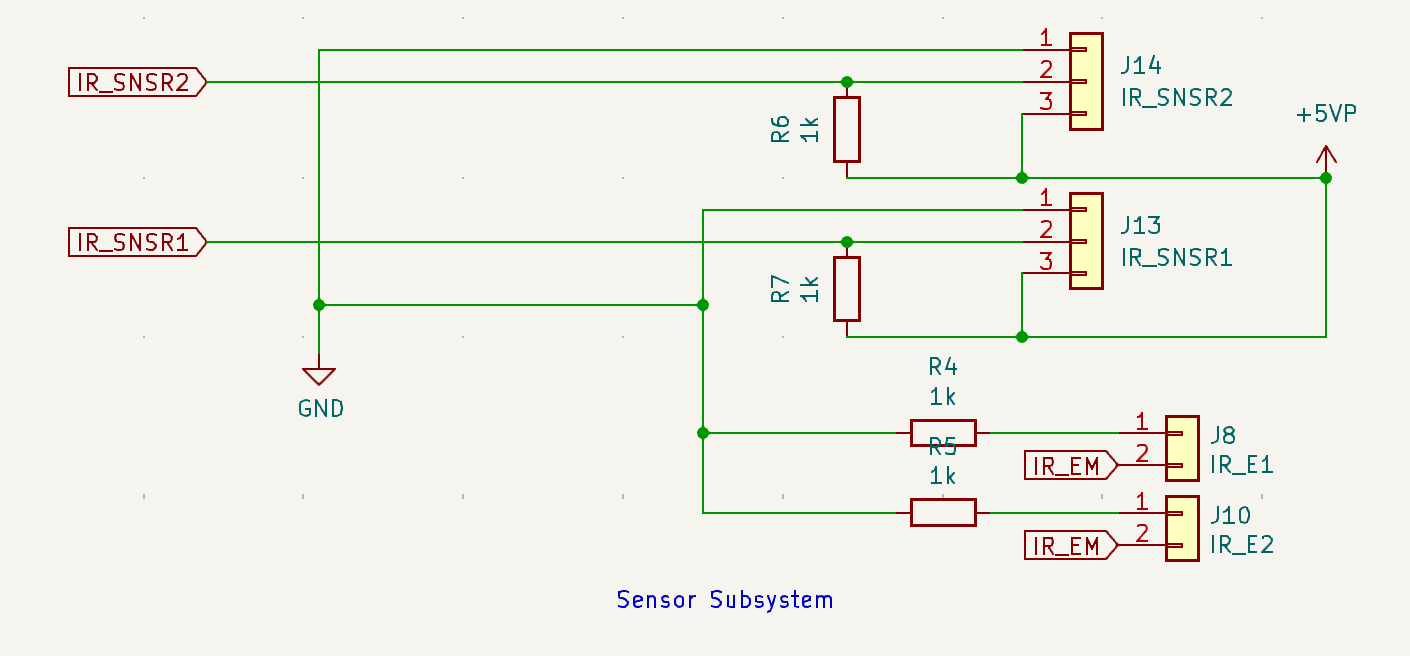 1
J14
IR_SNSR2
2
3
IR_SNSR2
R6
1k
+5VP
1
J13
IR_SNSR1
2
3
IR_SNSR1
R7
1k
GND
R4
1k
1
J8
IR_EM
2
IR_E1
R5
1k
1
J10
IR_EM
2
IR_E2
Sensor Subsystem